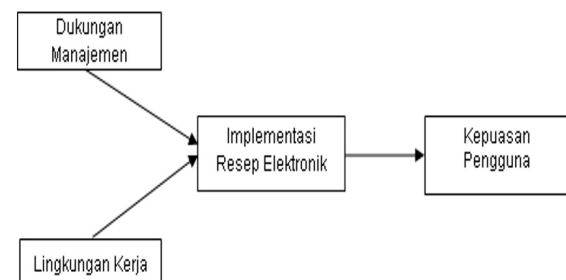 Dukungan
Manajemen
Implementasi
Resep Elektronik
Kepuasan
Pengguna
Lingkungan Kerja